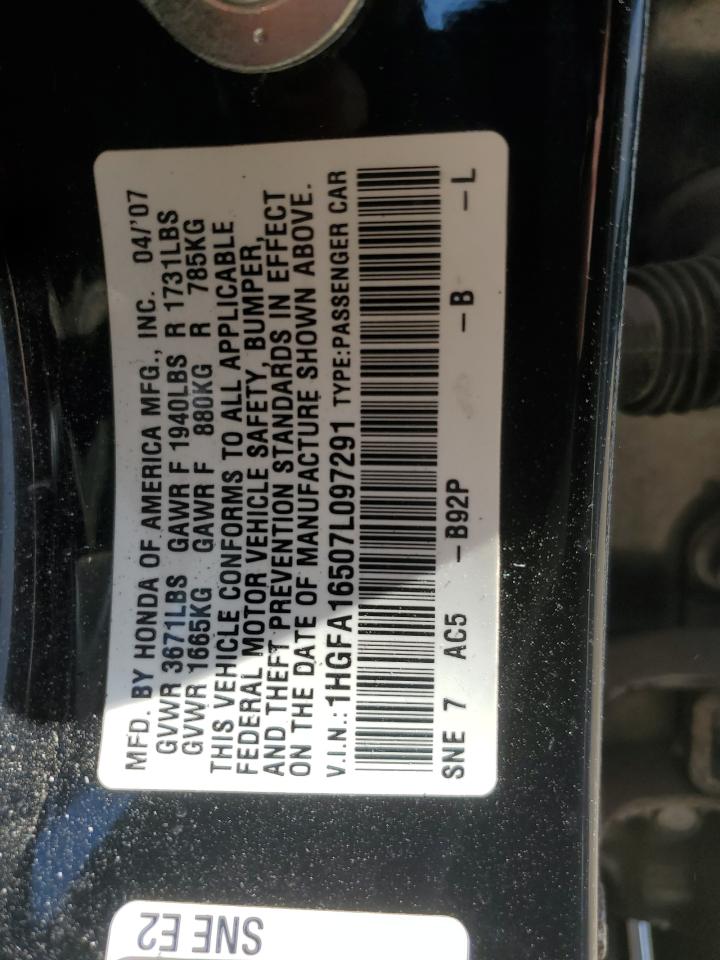 MFD. BY HONDA OF AMERICA MFG., INC. 04/'07
GVWR 3671LBS GAWR F 1940LBS R 1731LBS
GVWR 1665KG GAWR F 880KG R 785KG
THIS VEHICLE CONFORMS TO ALL APPLICABLE
FEDERAL MOTOR VEHICLE SAFETY, BUMPER,
AND THEFT PREVENTION STANDARDS IN EFFECT
ON THE DATE OF MANUFACTURE SHOWN ABOVE.
V.I.N.: 1HGFA16507L097291 TYPE:PASSENGER CAR
SNE 7 AC5 –B92P –B –L
SNE E2